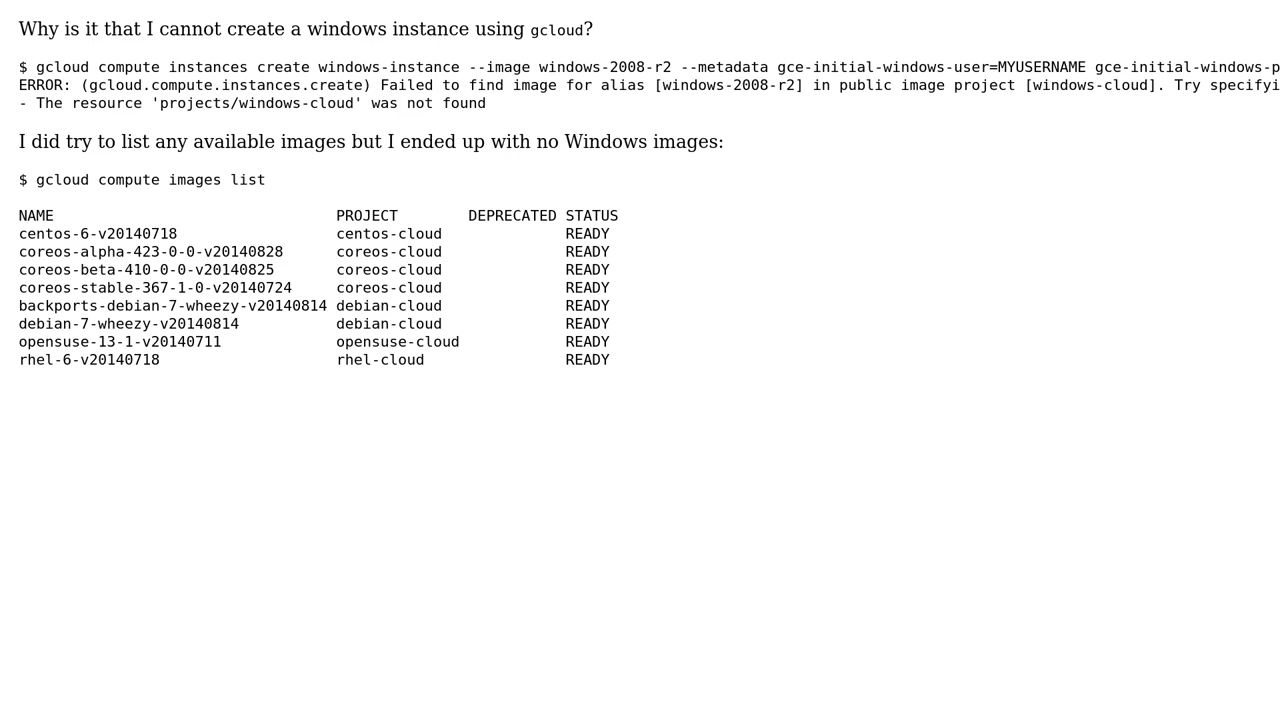 Why is it that I cannot create a windows instance using gcloud?
$ gcloud compute instances create windows-instance --image windows-2008-r2 --metadata gce-initial-windows-user=MYUSERNAME gce-initial-windows-p
ERROR: (gcloud.compute.instances.create) Failed to find image for alias [windows-2008-r2] in public image project [windows-cloud]. Try specifyi
- The resource 'projects/windows-cloud' was not found
I did try to list any available images but I ended up with no Windows images:
$ gcloud compute images list
NAME PROJECT DEPRECATED STATUS
centos-6-v20140718 centos-cloud READY
coreos-alpha-423-0-0-v20140828 coreos-cloud READY
coreos-beta-410-0-0-v20140825 coreos-cloud READY
coreos-stable-367-1-0-v20140724 coreos-cloud READY
backports-debian-7-wheezy-v20140814 debian-cloud READY
debian-7-wheezy-v20140814 debian-cloud READY
opensuse-13-1-v20140711 opensuse-cloud READY
rhel-6-v20140718 rhel-cloud READY